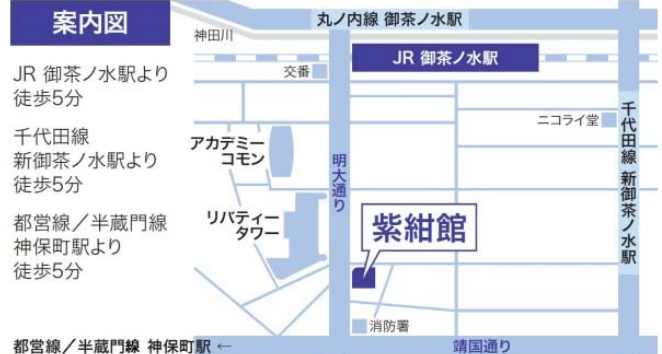 案内図
JR 御茶ノ水駅より
徒歩5分
千代田線
新御茶ノ水駅より
徒歩5分
都営線／半蔵門線
神保町駅より
徒歩5分
都営線／半蔵門線 神保町駅 ←
丸ノ内線 御茶ノ水駅
神田川
JR 御茶ノ水駅
交番
ニコライ堂
千代田線 新御茶ノ水駅
アカデミー
コモン
明大通り
リバティー
タワー
紫紺館
消防署
靖国通り